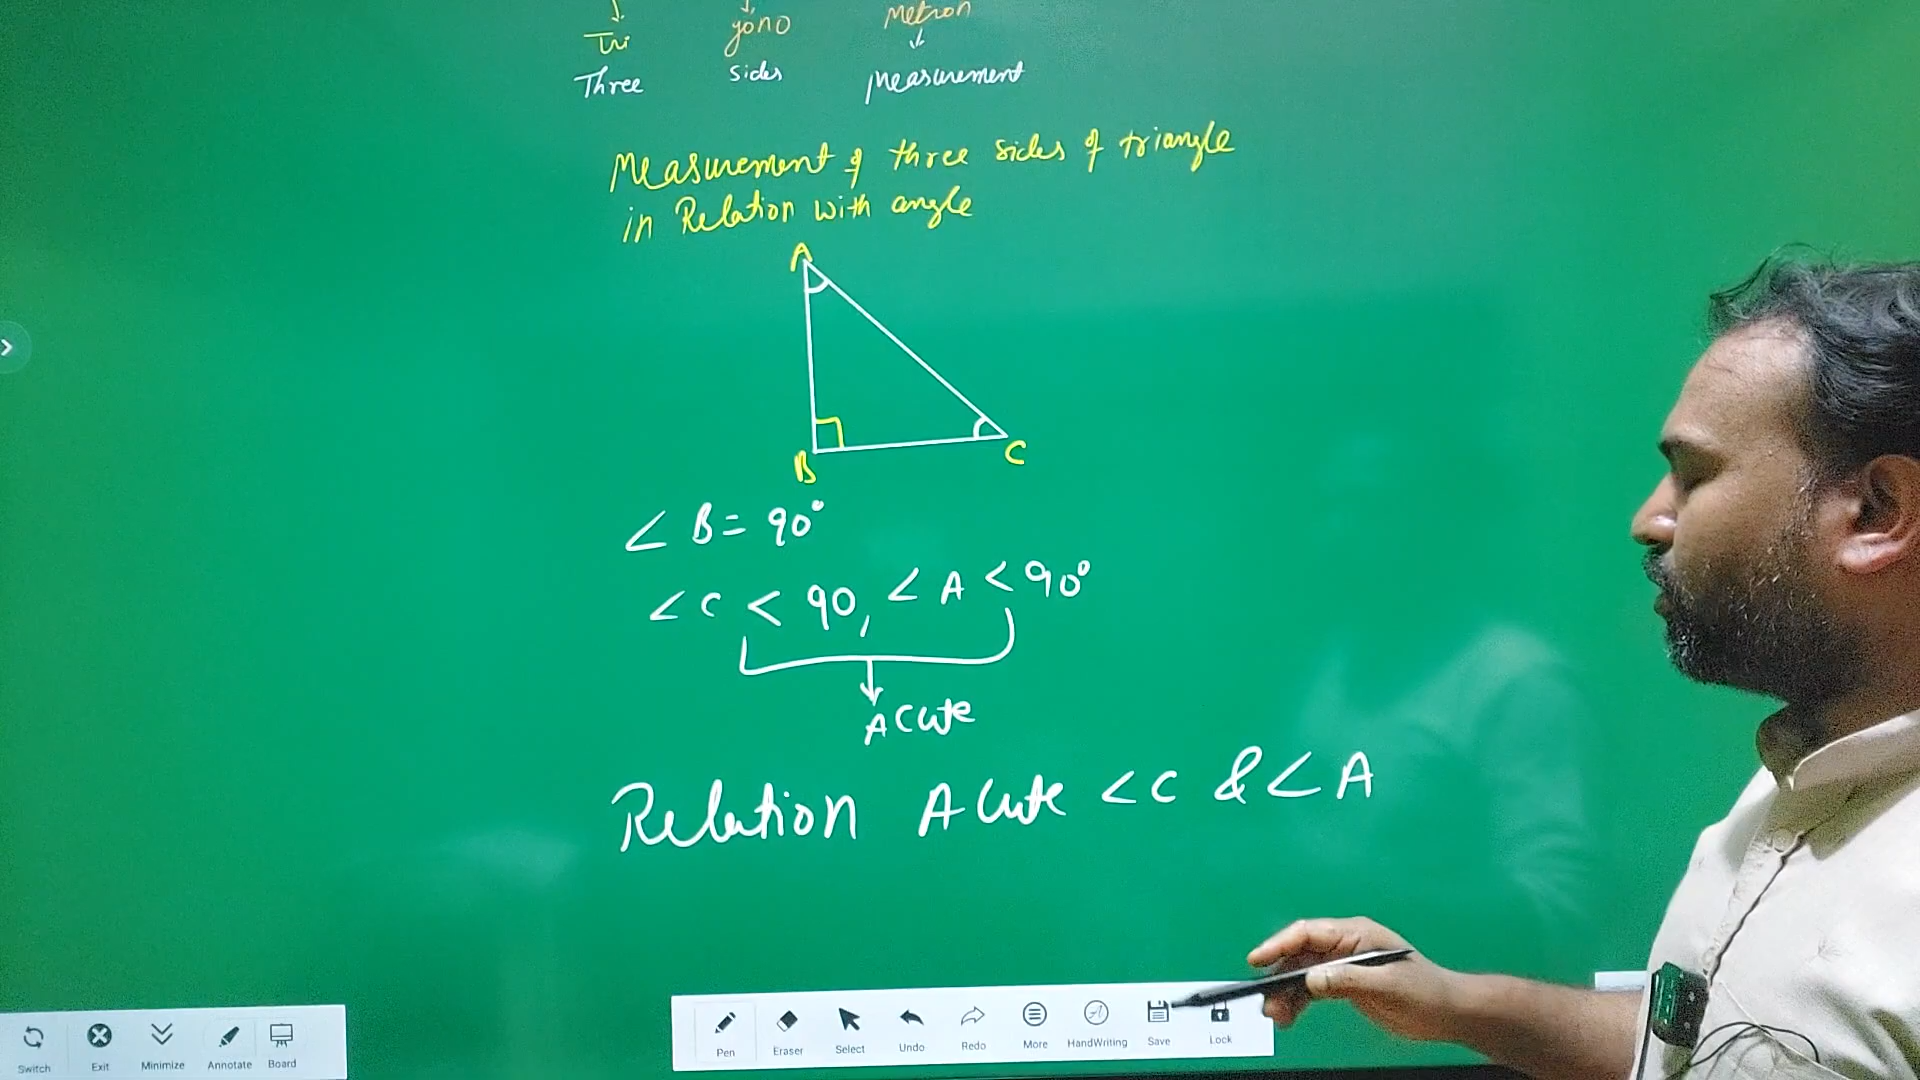 Tri yono Metron
Three sides measurement
Measurement of three sides of triangle
in Relation with angle
A
B C
∠ B = 90°
∠ C < 90, ∠ A < 90°
Acute
Relation Acute ∠C & ∠A
Switch Exit Minimize Annotate Board
Pen Eraser Select Undo Redo More HandWriting Save Lock